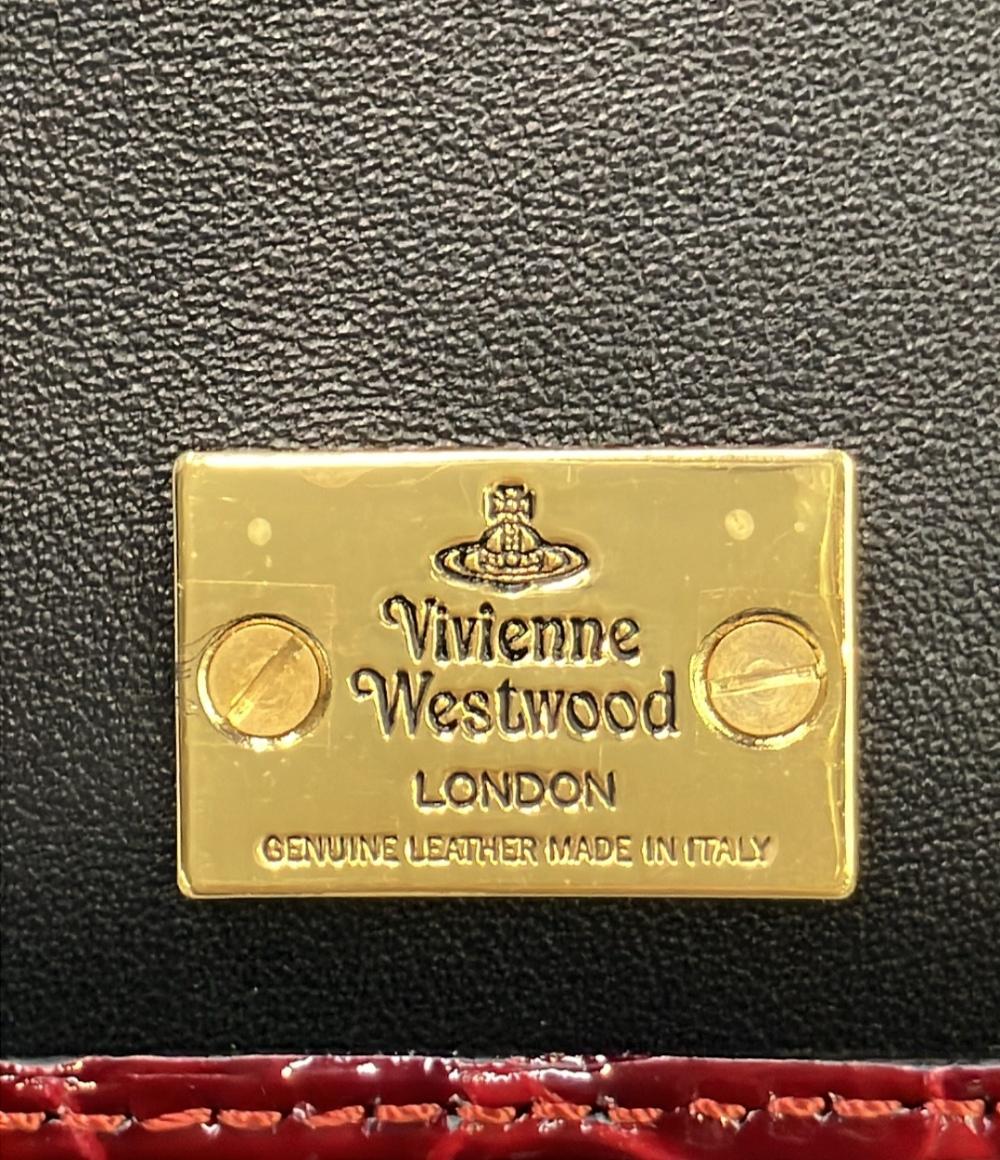 Vivienne
Westwood
LONDON
GENUINE LEATHER MADE IN ITALY